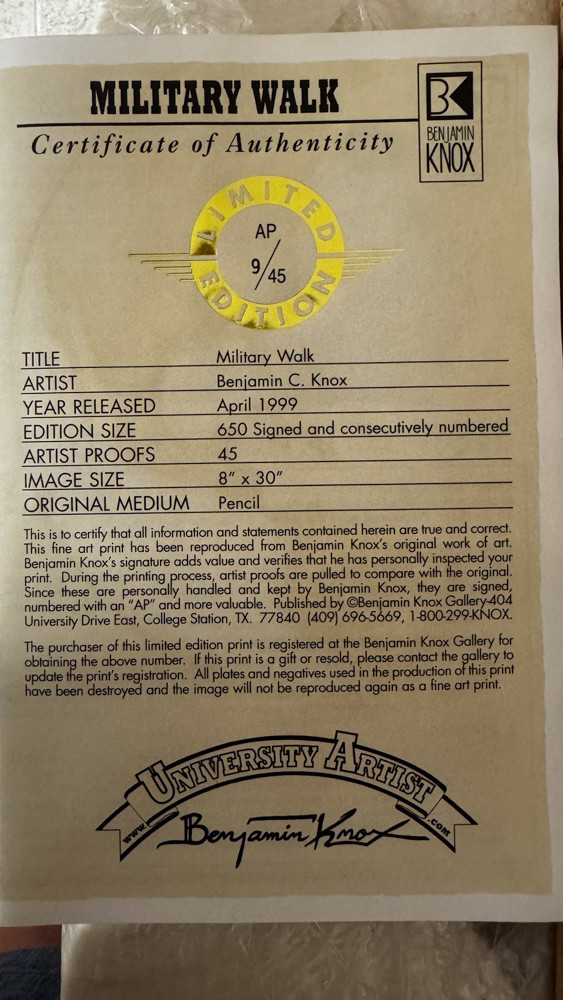 MILITARY WALK
Certificate of Authenticity
BENJAMIN
KNOX
LIMITED
AP
9/45
EDITION
TITLE Military Walk
ARTIST Benjamin C. Knox
YEAR RELEASED April 1999
EDITION SIZE 650 Signed and consecutively numbered
ARTIST PROOFS 45
IMAGE SIZE 8” x 30”
ORIGINAL MEDIUM Pencil
This is to certify that all information and statements contained herein are true and correct.
This fine art print has been reproduced from Benjamin Knox's original work of art.
Benjamin Knox's signature adds value and verifies that he has personally inspected your
print. During the printing process, artist proofs are pulled to compare with the original.
Since these are personally handled and kept by Benjamin Knox, they are signed,
numbered with an “AP” and more valuable. Published by ©Benjamin Knox Gallery-404
University Drive East, College Station, TX. 77840 (409) 696-5669, 1-800-299-KNOX.
The purchaser of this limited edition print is registered at the Benjamin Knox Gallery for
obtaining the above number. If this print is a gift or resold, please contact the gallery to
update the print's registration. All plates and negatives used in the production of this print
have been destroyed and the image will not be reproduced again as a fine art print.
UNIVERSITY ARTIST
www. Benjamin Knox .com